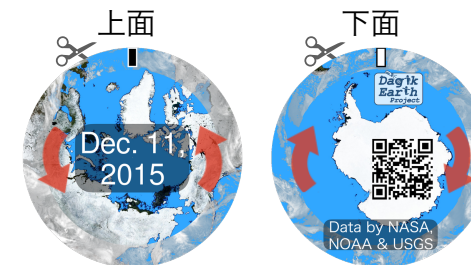 上面
下面
Dec. 11
2015
Dagik
Earth
Project
Data by NASA,
NOAA & USGS